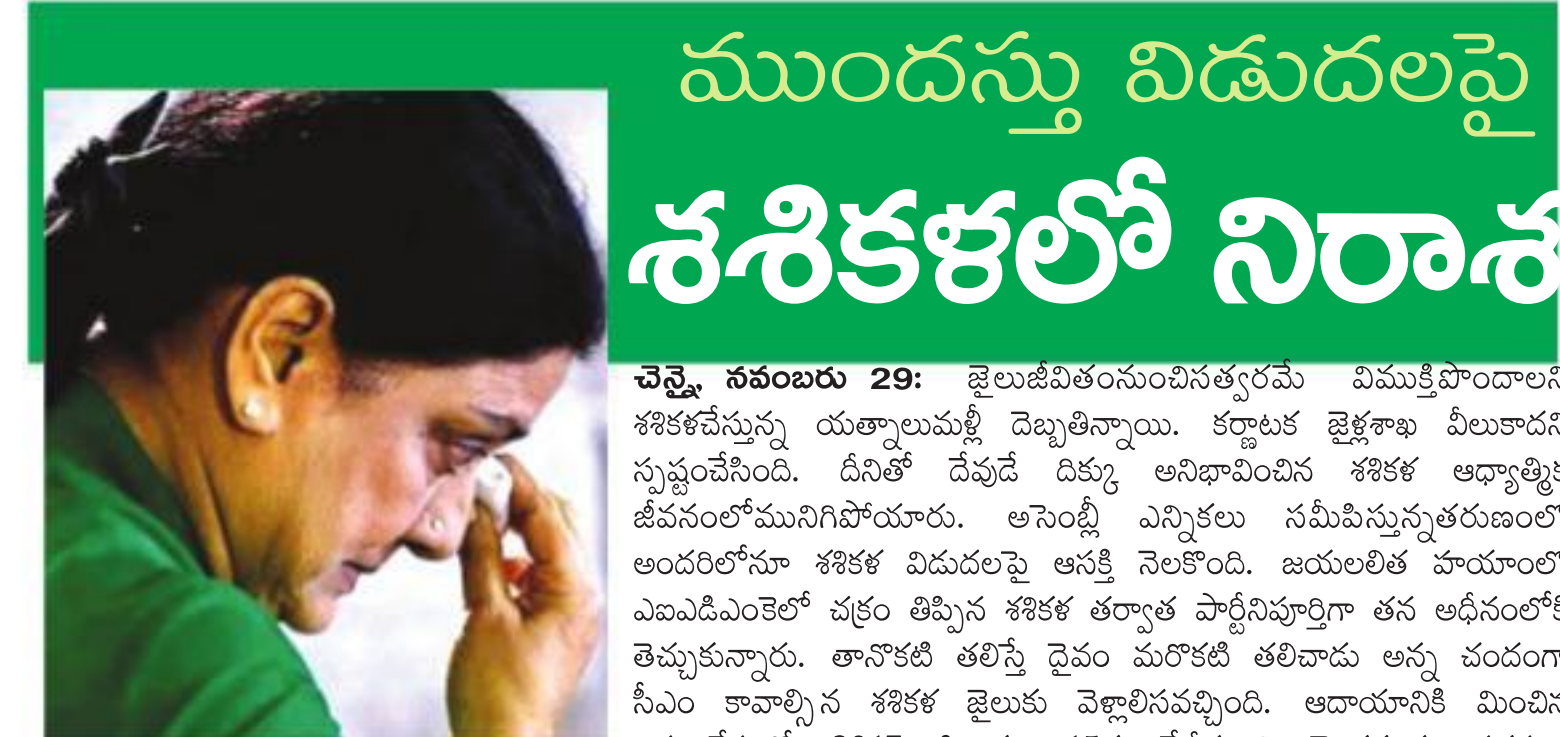 ముందస్తు విడుదలపై
శశికళలో నిరాశ
చెన్నై, నవంబరు 29: జైలుజీవితంనుంచిసత్వరమే విముక్తిపొందాలని
శశికళచేస్తున్న యత్నాలుమళ్లీ దెబ్బతిన్నాయి. కర్ణాటక జైళ్లశాఖ వీలుకాదని
స్పష్టంచేసింది. దీనితో దేవుడే దిక్కు అనిభావించిన శశికళ ఆధ్యాత్మిక
జీవనంలోమునిగిపోయారు. అసెంబ్లీ ఎన్నికలు సమీపిస్తున్నతరుణంలో
అందరిలోనూ శశికళ విడుదలపై ఆసక్తి నెలకొంది. జయలలిత హయాంలో
ఎఐఎడిఎంకెలో చక్రం తిప్పిన శశికళ తర్వాత పార్టీనిపూర్తిగా తన అధీనంలోకి
తెచ్చుకున్నారు. తానొకటి తలిస్తే దైవం మరొకటి తలిచాడు అన్న చందంగా
సీఎం కావాల్సిన శశికళ జైలుకు వెళ్లాలిసవచ్చింది. ఆదాయానికి మించిన